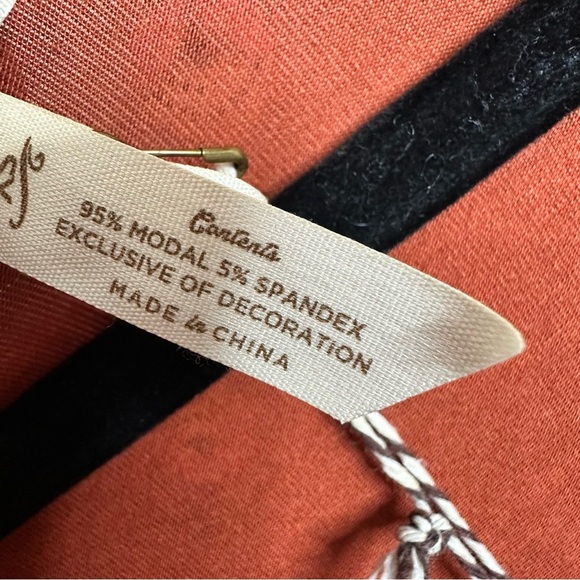 Contents
95% MODAL 5% SPANDEX
EXCLUSIVE OF DECORATION
MADE in CHINA